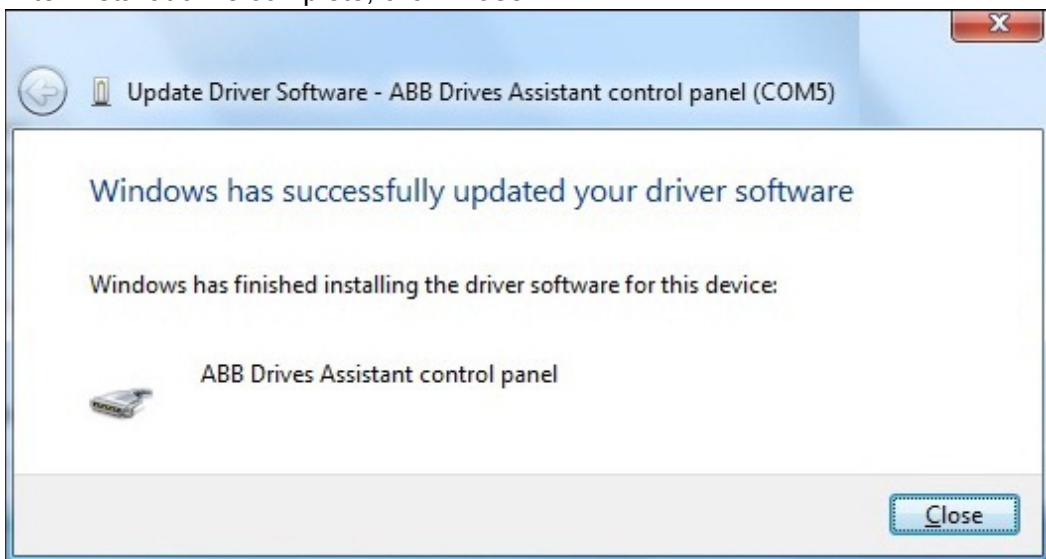 Update Driver Software - ABB Drives Assistant control panel (COM5)
Windows has successfully updated your driver software
Windows has finished installing the driver software for this device:
ABB Drives Assistant control panel
Close